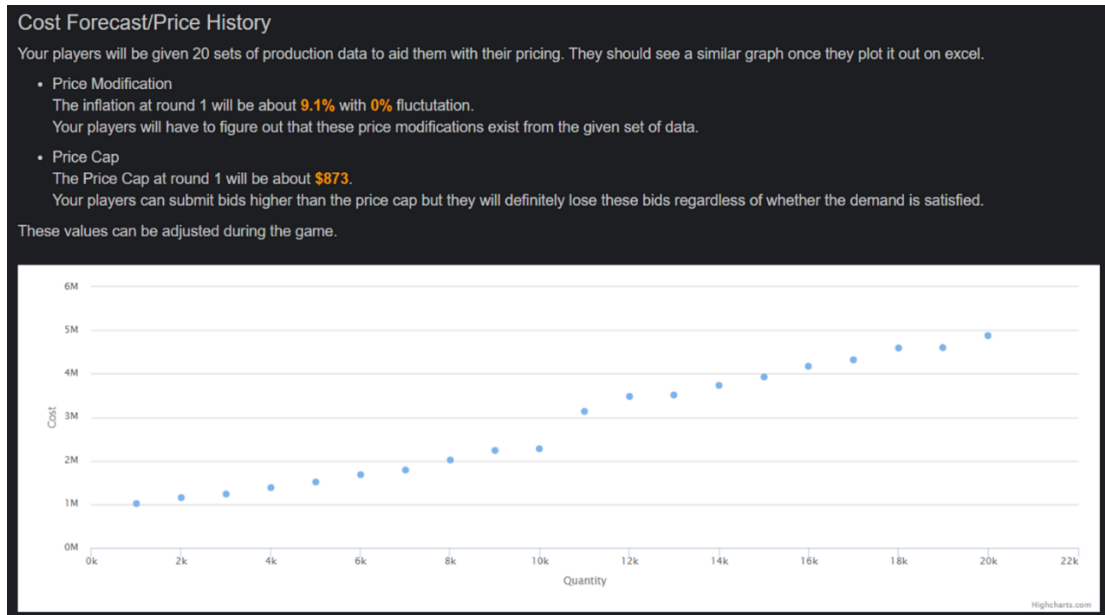 Cost Forecast/Price History
Your players will be given 20 sets of production data to aid them with their pricing. They should see a similar graph once they plot it out on excel.
• Price Modification
The inflation at round 1 will be about 9.1% with 0% fluctutation.
Your players will have to figure out that these price modifications exist from the given set of data.
• Price Cap
The Price Cap at round 1 will be about $873.
Your players can submit bids higher than the price cap but they will definitely lose these bids regardless of whether the demand is satisfied.
These values can be adjusted during the game.
6M
5M
4M
3M
2M
1M
0M
Cost
0k 2k 4k 6k 8k 10k 12k 14k 16k 18k 20k 22k
Quantity
Highcharts.com